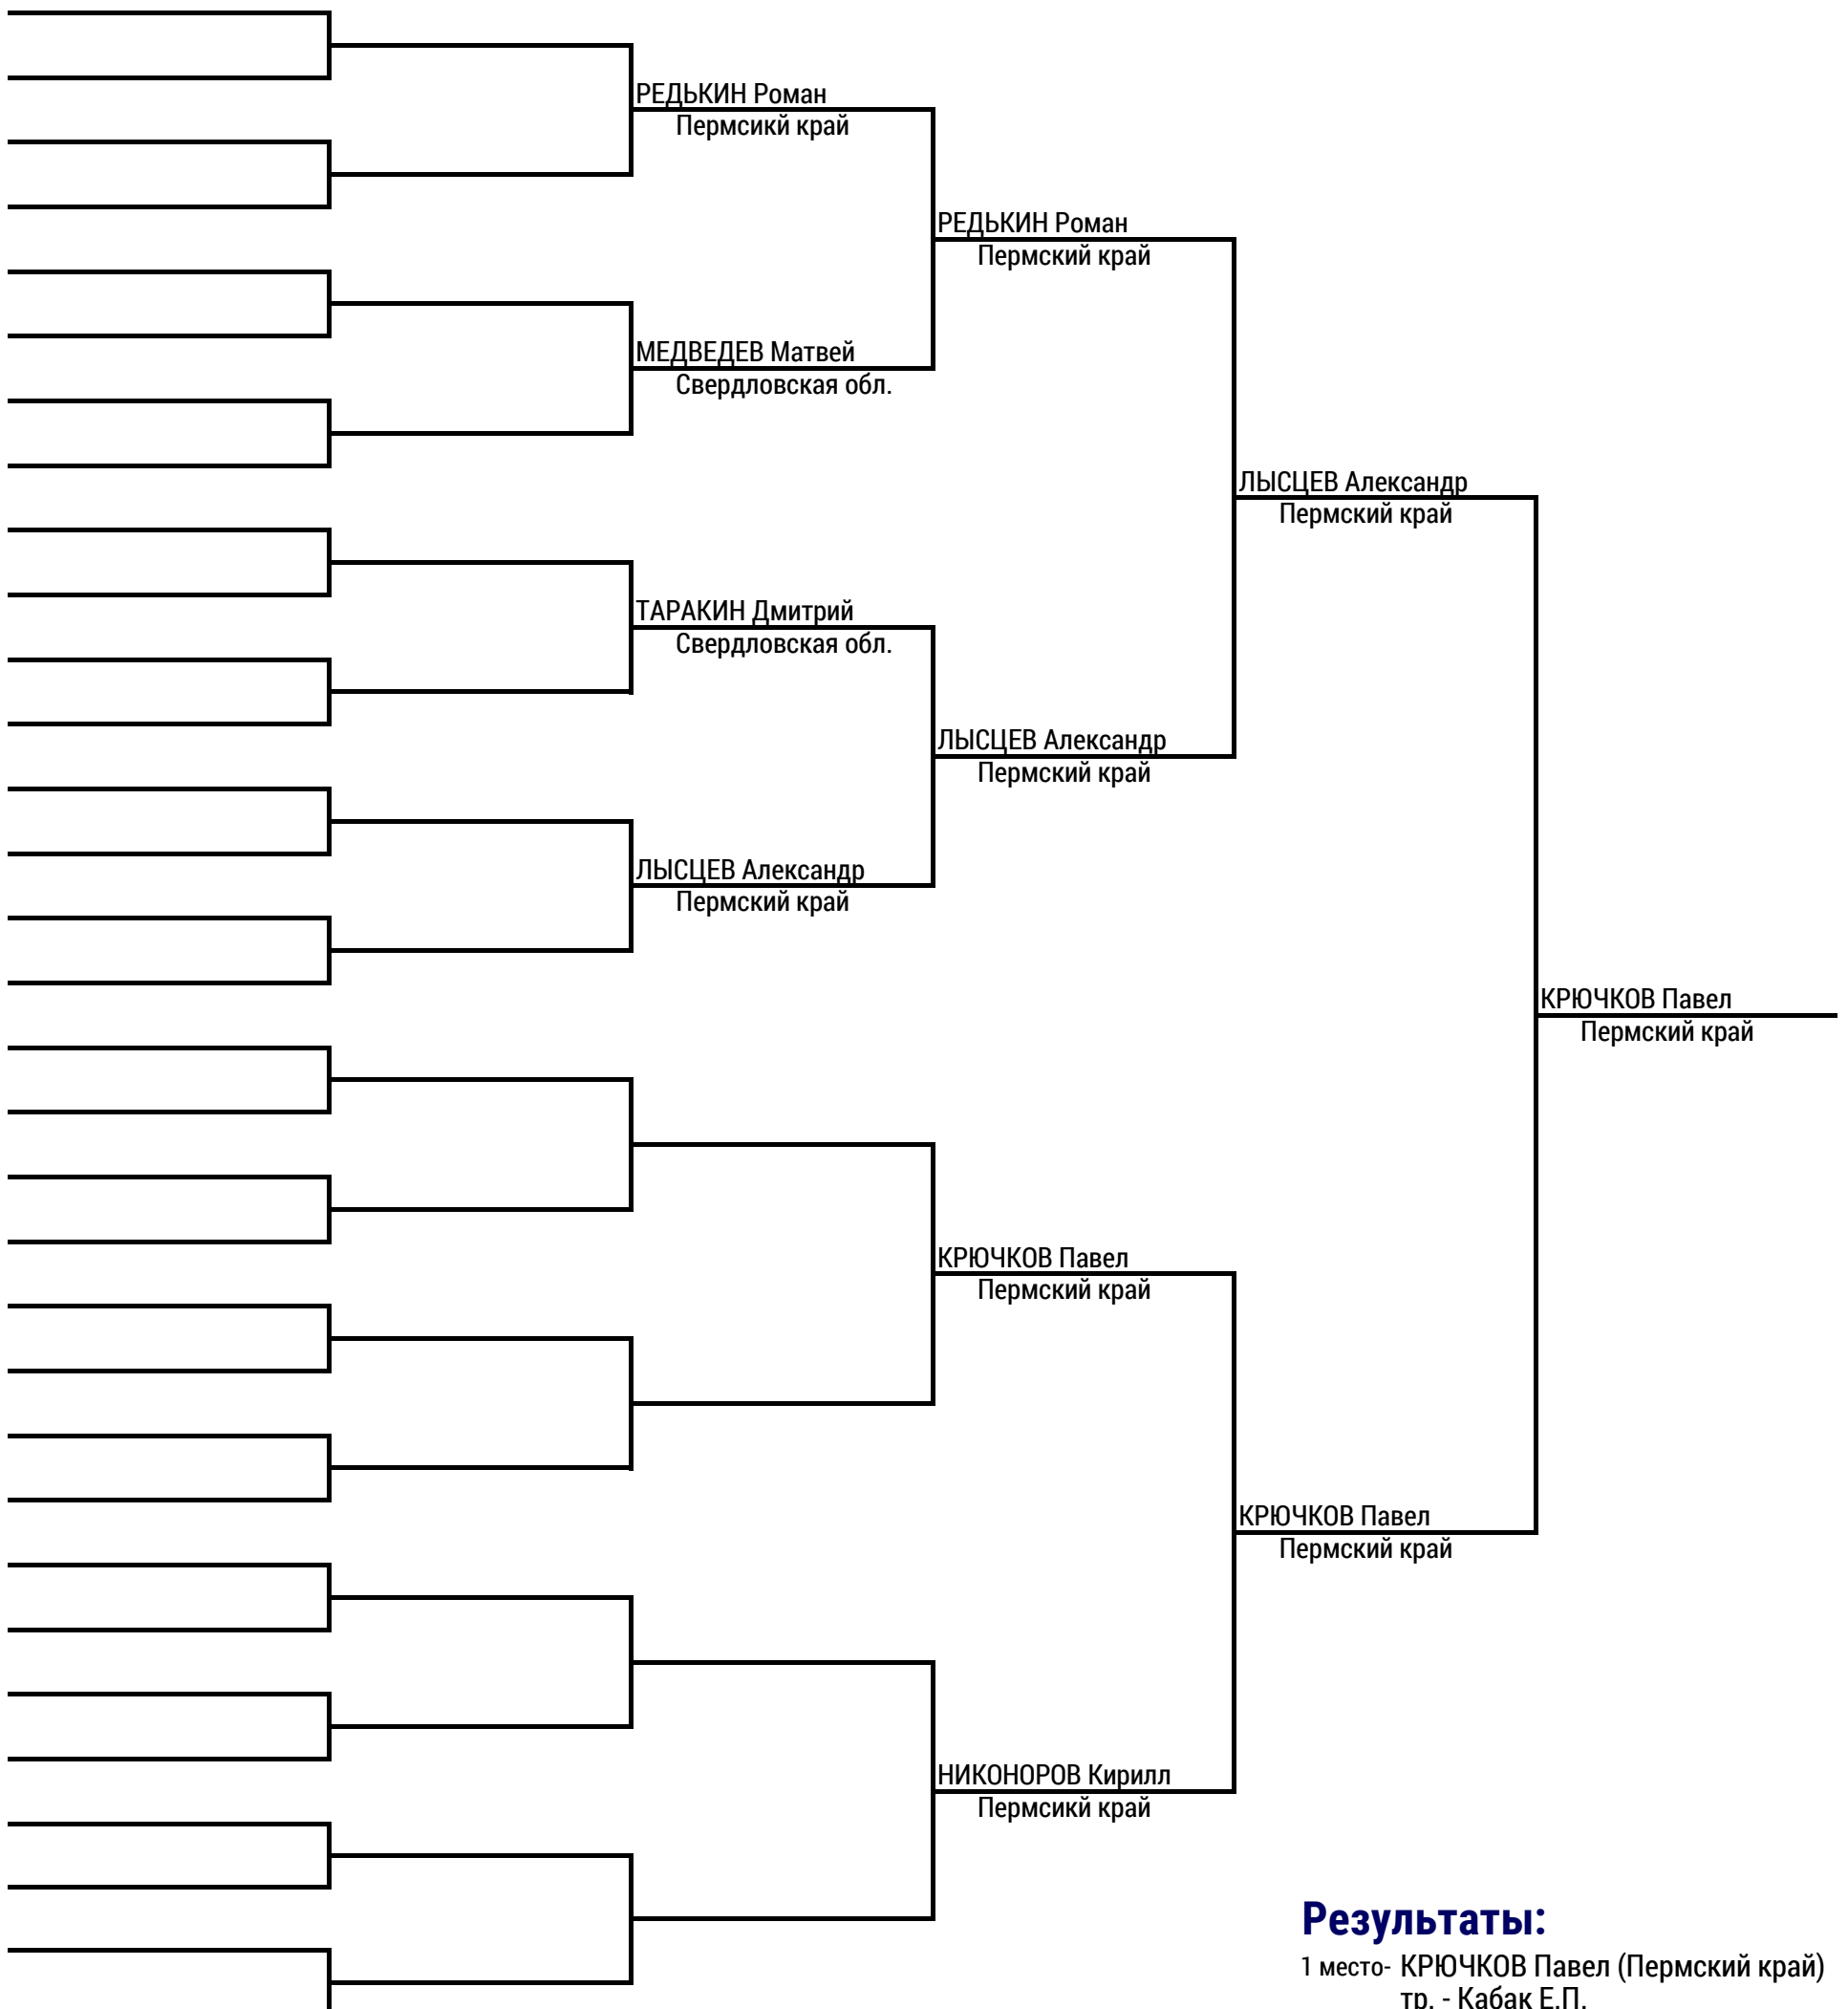 РЕДЬКИН Роман
Пермсикй край
РЕДЬКИН Роман
Пермский край
МЕДВЕДЕВ Матвей
Свердловская обл.
ЛЫСЦЕВ Александр
Пермский край
ТАРАКИН Дмитрий
Свердловская обл.
ЛЫСЦЕВ Александр
Пермский край
ЛЫСЦЕВ Александр
Пермский край
КРЮЧКОВ Павел
Пермский край
КРЮЧКОВ Павел
Пермский край
КРЮЧКОВ Павел
Пермский край
НИКОНОРОВ Кирилл
Пермсикй край
Результаты:
1 место- КРЮЧКОВ Павел (Пермский край)
тр. - Кабак Е.П.